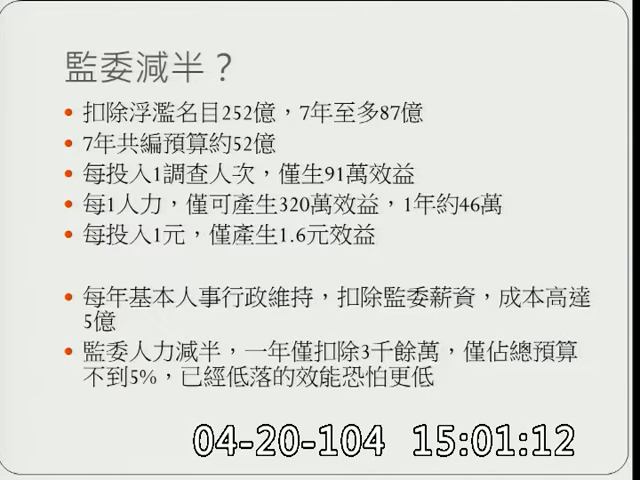 監委減半？
• 扣除浮濫名目252億，7年至多87億
• 7年共編預算約52億
• 每投入1調查人次，僅生91萬效益
• 每1人力，僅可產生320萬效益，1年約46萬
• 每投入1元，僅產生1.6元效益
• 每年基本人事行政維持，扣除監委薪資，成本高達
5億
• 監委人力減半，一年僅扣除3千餘萬，僅佔總預算
不到5%，已經低落的效能恐怕更低
04-20-104 15:01:12